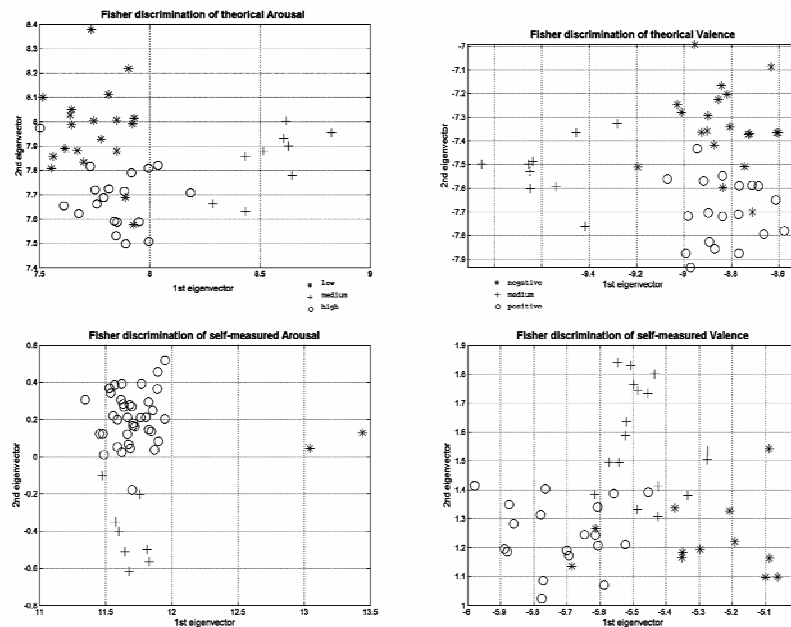 Fisher discrimination of theorical Arousal
8.4
8.3
8.2
8.1
8
7.9
7.8
7.7
7.6
7.5
7.4
2nd eigenvector
7.5 8 8.5 9
1st eigenvector
low
medium
high
Fisher discrimination of theorical Valence
-7
-7.1
-7.2
-7.3
-7.4
-7.5
-7.6
-7.7
-7.8
-7.9
2nd eigenvector
-9.4 -9.2 -9 -8.8 -8.6
1st eigenvector
negative
medium
positive
Fisher discrimination of self-measured Arousal
0.6
0.4
0.2
0
-0.2
-0.4
-0.6
-0.8
2nd eigenvector
11 11.5 12 12.5 13 13.5
1st eigenvector
Fisher discrimination of self-measured Valence
1.9
1.8
1.7
1.6
1.5
1.4
1.3
1.2
1.1
1
2nd eigenvector
-6 -5.9 -5.8 -5.7 -5.6 -5.5 -5.4 -5.3 -5.2 -5.1
1st eigenvector